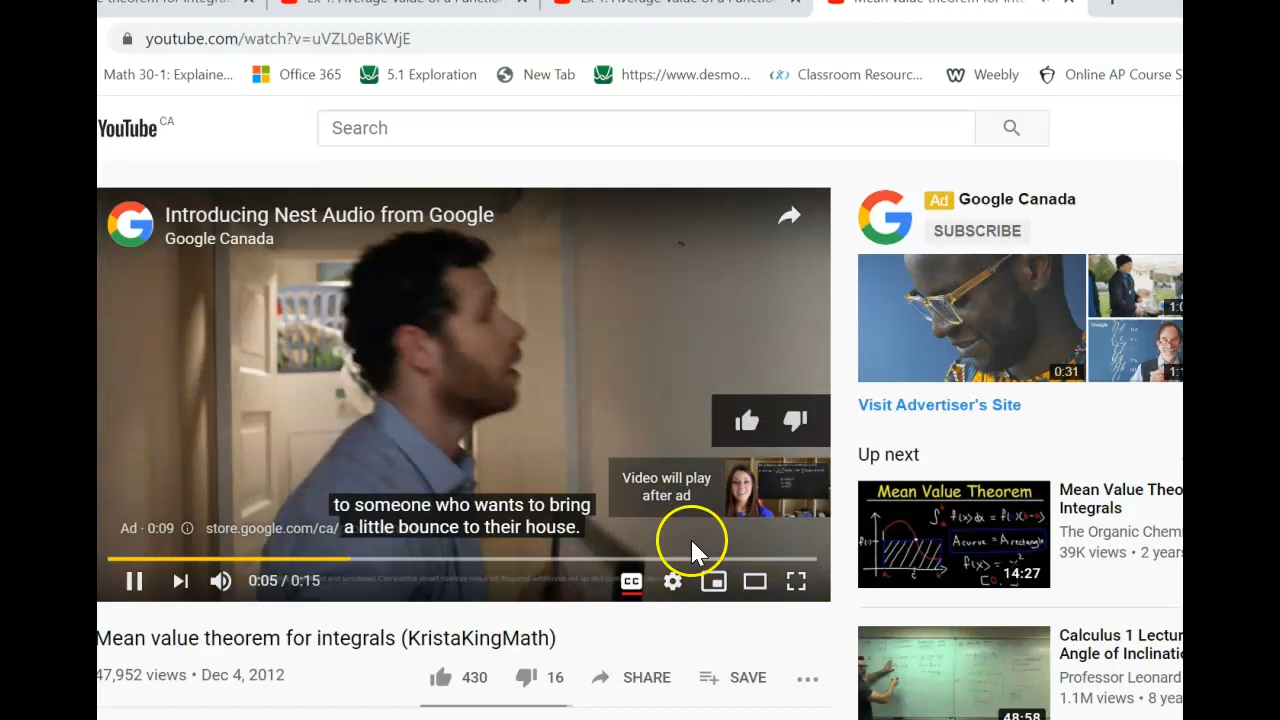 youtube.com/watch?v=uVZL0eBKWjE
Math 30-1: Explaine... Office 365 5.1 Exploration New Tab https://www.desmo... Classroom Resourc... Weebly Online AP Course S
YouTube CA
Search
Introducing Nest Audio from Google
Google Canada
Ad Google Canada
SUBSCRIBE
0:31
Visit Advertiser's Site
Video will play
after ad
to someone who wants to bring
a little bounce to their house.
Ad · 0:09 store.google.com/ca/
0:05 / 0:15
CC
Mean value theorem for integrals (KristaKingMath)
47,952 views • Dec 4, 2012
430 16 SHARE SAVE
Up next
Mean Value Theorem
14:27
Mean Value Theo
Integrals
The Organic Chem
39K views • 2 years
48:58
Calculus 1 Lectur
Angle of Inclinati
Professor Leonard
1.1M views • 8 yea